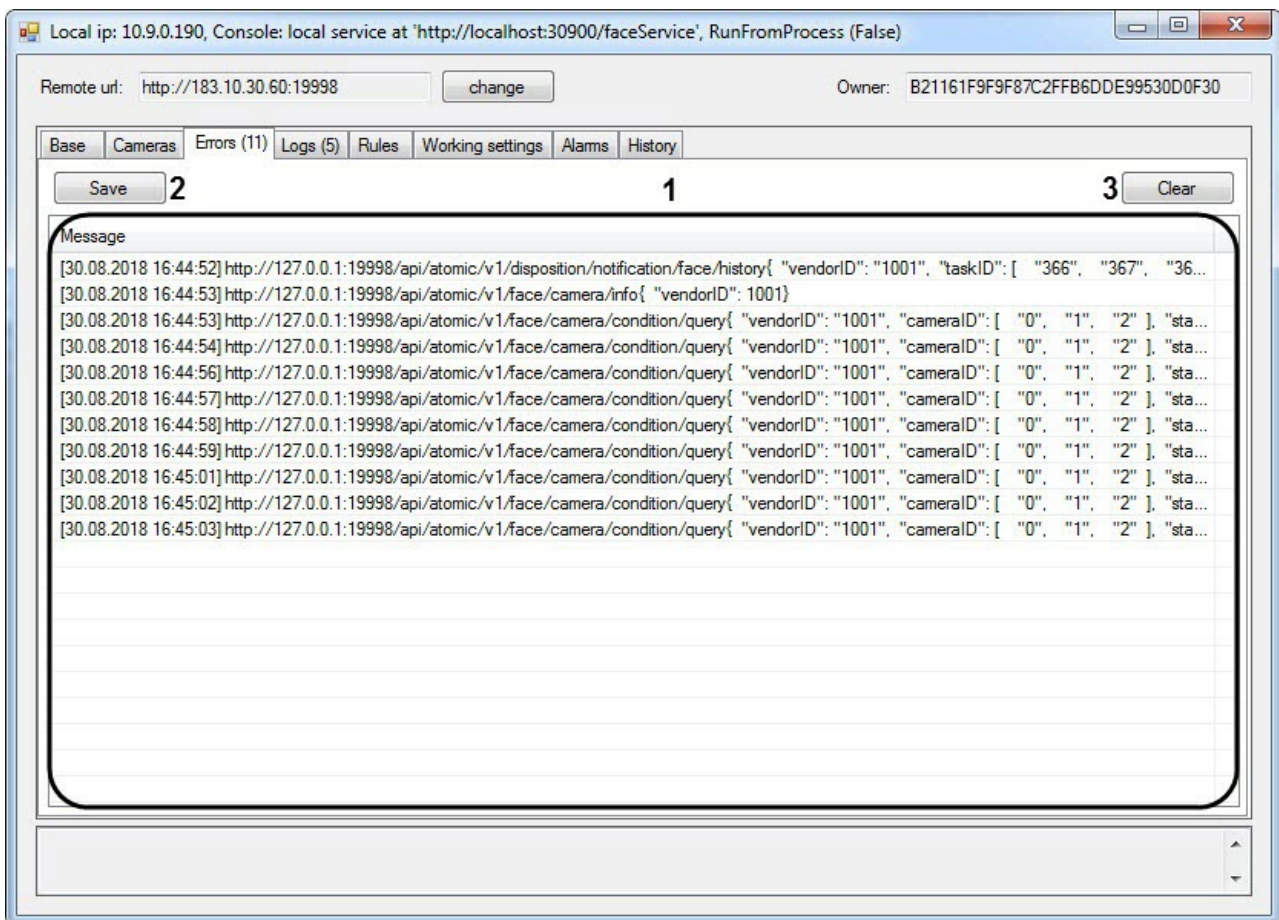 Local ip: 10.9.0.190, Console: local service at 'http://localhost:30900/faceService', RunFromProcess (False)
Remote url: http://183.10.30.60:19998 change Owner: B21161F9F9F87C2FFB6DDE99530D0F30
Base Cameras Errors (11) Logs (5) Rules Working settings Alarms History
Save 2 1 3 Clear
Message
[30.08.2018 16:44:52] http://127.0.0.1:19998/api/atomic/v1/disposition/notification/face/history{ "vendorID": "1001", "taskID": [ "366", "367", "36...
[30.08.2018 16:44:53] http://127.0.0.1:19998/api/atomic/v1/face/camera/info{ "vendorID": 1001}
[30.08.2018 16:44:53] http://127.0.0.1:19998/api/atomic/v1/face/camera/condition/query{ "vendorID": "1001", "cameraID": [ "0", "1", "2" ], "sta...
[30.08.2018 16:44:54] http://127.0.0.1:19998/api/atomic/v1/face/camera/condition/query{ "vendorID": "1001", "cameraID": [ "0", "1", "2" ], "sta...
[30.08.2018 16:44:56] http://127.0.0.1:19998/api/atomic/v1/face/camera/condition/query{ "vendorID": "1001", "cameraID": [ "0", "1", "2" ], "sta...
[30.08.2018 16:44:57] http://127.0.0.1:19998/api/atomic/v1/face/camera/condition/query{ "vendorID": "1001", "cameraID": [ "0", "1", "2" ], "sta...
[30.08.2018 16:44:58] http://127.0.0.1:19998/api/atomic/v1/face/camera/condition/query{ "vendorID": "1001", "cameraID": [ "0", "1", "2" ], "sta...
[30.08.2018 16:44:59] http://127.0.0.1:19998/api/atomic/v1/face/camera/condition/query{ "vendorID": "1001", "cameraID": [ "0", "1", "2" ], "sta...
[30.08.2018 16:45:01] http://127.0.0.1:19998/api/atomic/v1/face/camera/condition/query{ "vendorID": "1001", "cameraID": [ "0", "1", "2" ], "sta...
[30.08.2018 16:45:02] http://127.0.0.1:19998/api/atomic/v1/face/camera/condition/query{ "vendorID": "1001", "cameraID": [ "0", "1", "2" ], "sta...
[30.08.2018 16:45:03] http://127.0.0.1:19998/api/atomic/v1/face/camera/condition/query{ "vendorID": "1001", "cameraID": [ "0", "1", "2" ], "sta...